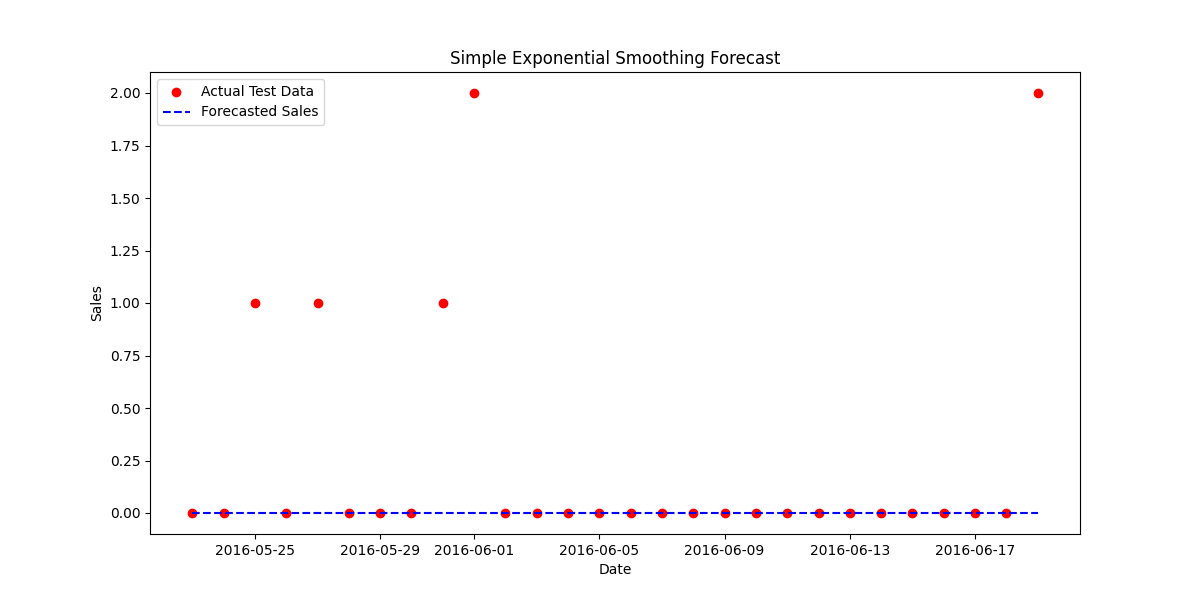 Simple Exponential Smoothing Forecast
Actual Test Data
Forecasted Sales
2.00
1.75
1.50
1.25
1.00
0.75
0.50
0.25
0.00
Sales
2016-05-25 2016-05-29 2016-06-01 2016-06-05 2016-06-09 2016-06-13 2016-06-17
Date